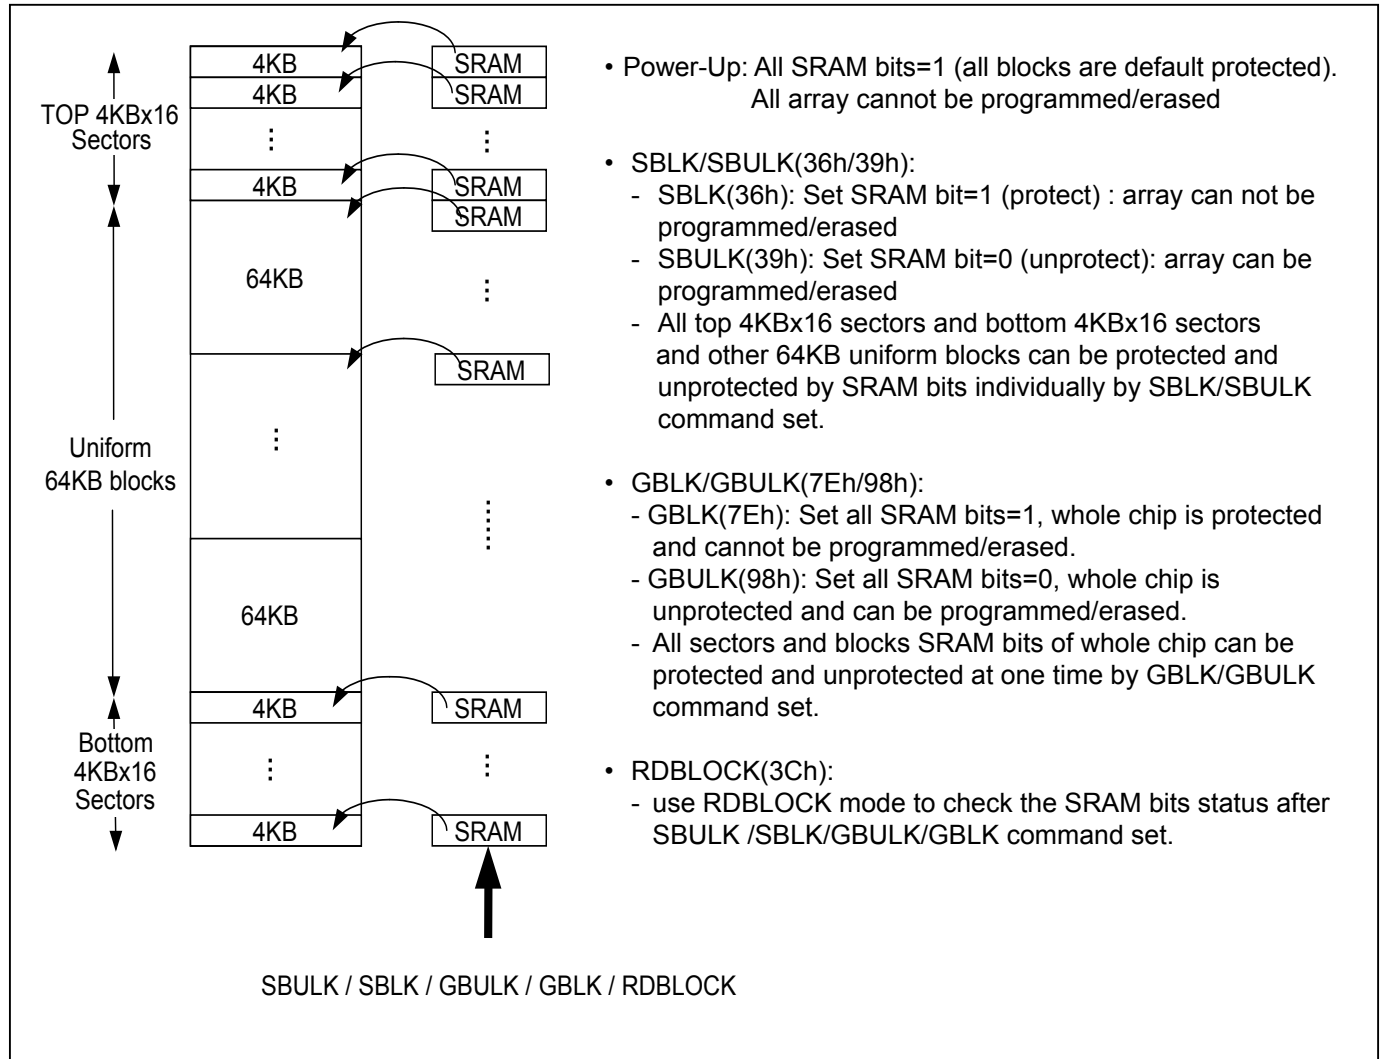 4KB
SRAM
4KB
SRAM
TOP 4KBx16
Sectors
⋮
⋮
4KB
SRAM
SRAM
64KB
⋮
SRAM
Uniform
64KB blocks
⋮
64KB
4KB
SRAM
Bottom
4KBx16
Sectors
⋮
⋮
4KB
SRAM
SBULK / SBLK / GBULK / GBLK / RDBLOCK
• Power-Up: All SRAM bits=1 (all blocks are default protected).
All array cannot be programmed/erased
• SBLK/SBULK(36h/39h):
- SBLK(36h): Set SRAM bit=1 (protect) : array can not be
programmed/erased
- SBULK(39h): Set SRAM bit=0 (unprotect): array can be
programmed/erased
- All top 4KBx16 sectors and bottom 4KBx16 sectors
and other 64KB uniform blocks can be protected and
unprotected by SRAM bits individually by SBLK/SBULK
command set.
• GBLK/GBULK(7Eh/98h):
- GBLK(7Eh): Set all SRAM bits=1, whole chip is protected
and cannot be programmed/erased.
- GBULK(98h): Set all SRAM bits=0, whole chip is
unprotected and can be programmed/erased.
- All sectors and blocks SRAM bits of whole chip can be
protected and unprotected at one time by GBLK/GBULK
command set.
• RDBLOCK(3Ch):
- use RDBLOCK mode to check the SRAM bits status after
SBULK /SBLK/GBULK/GBLK command set.